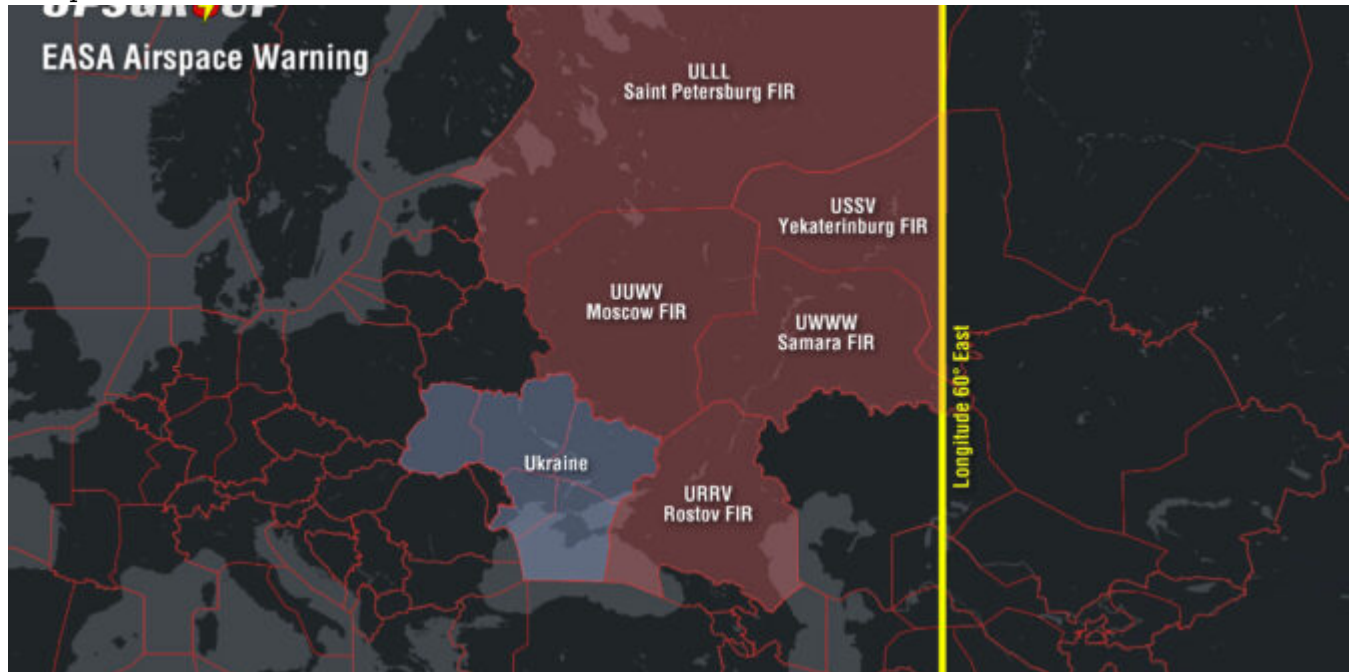 OPSGROUP
EASA Airspace Warning
ULLL
Saint Petersburg FIR
USSV
Yekaterinburg FIR
UUWV
Moscow FIR
UWWW
Samara FIR
Longitude 60° East
Ukraine
URRV
Rostov FIR